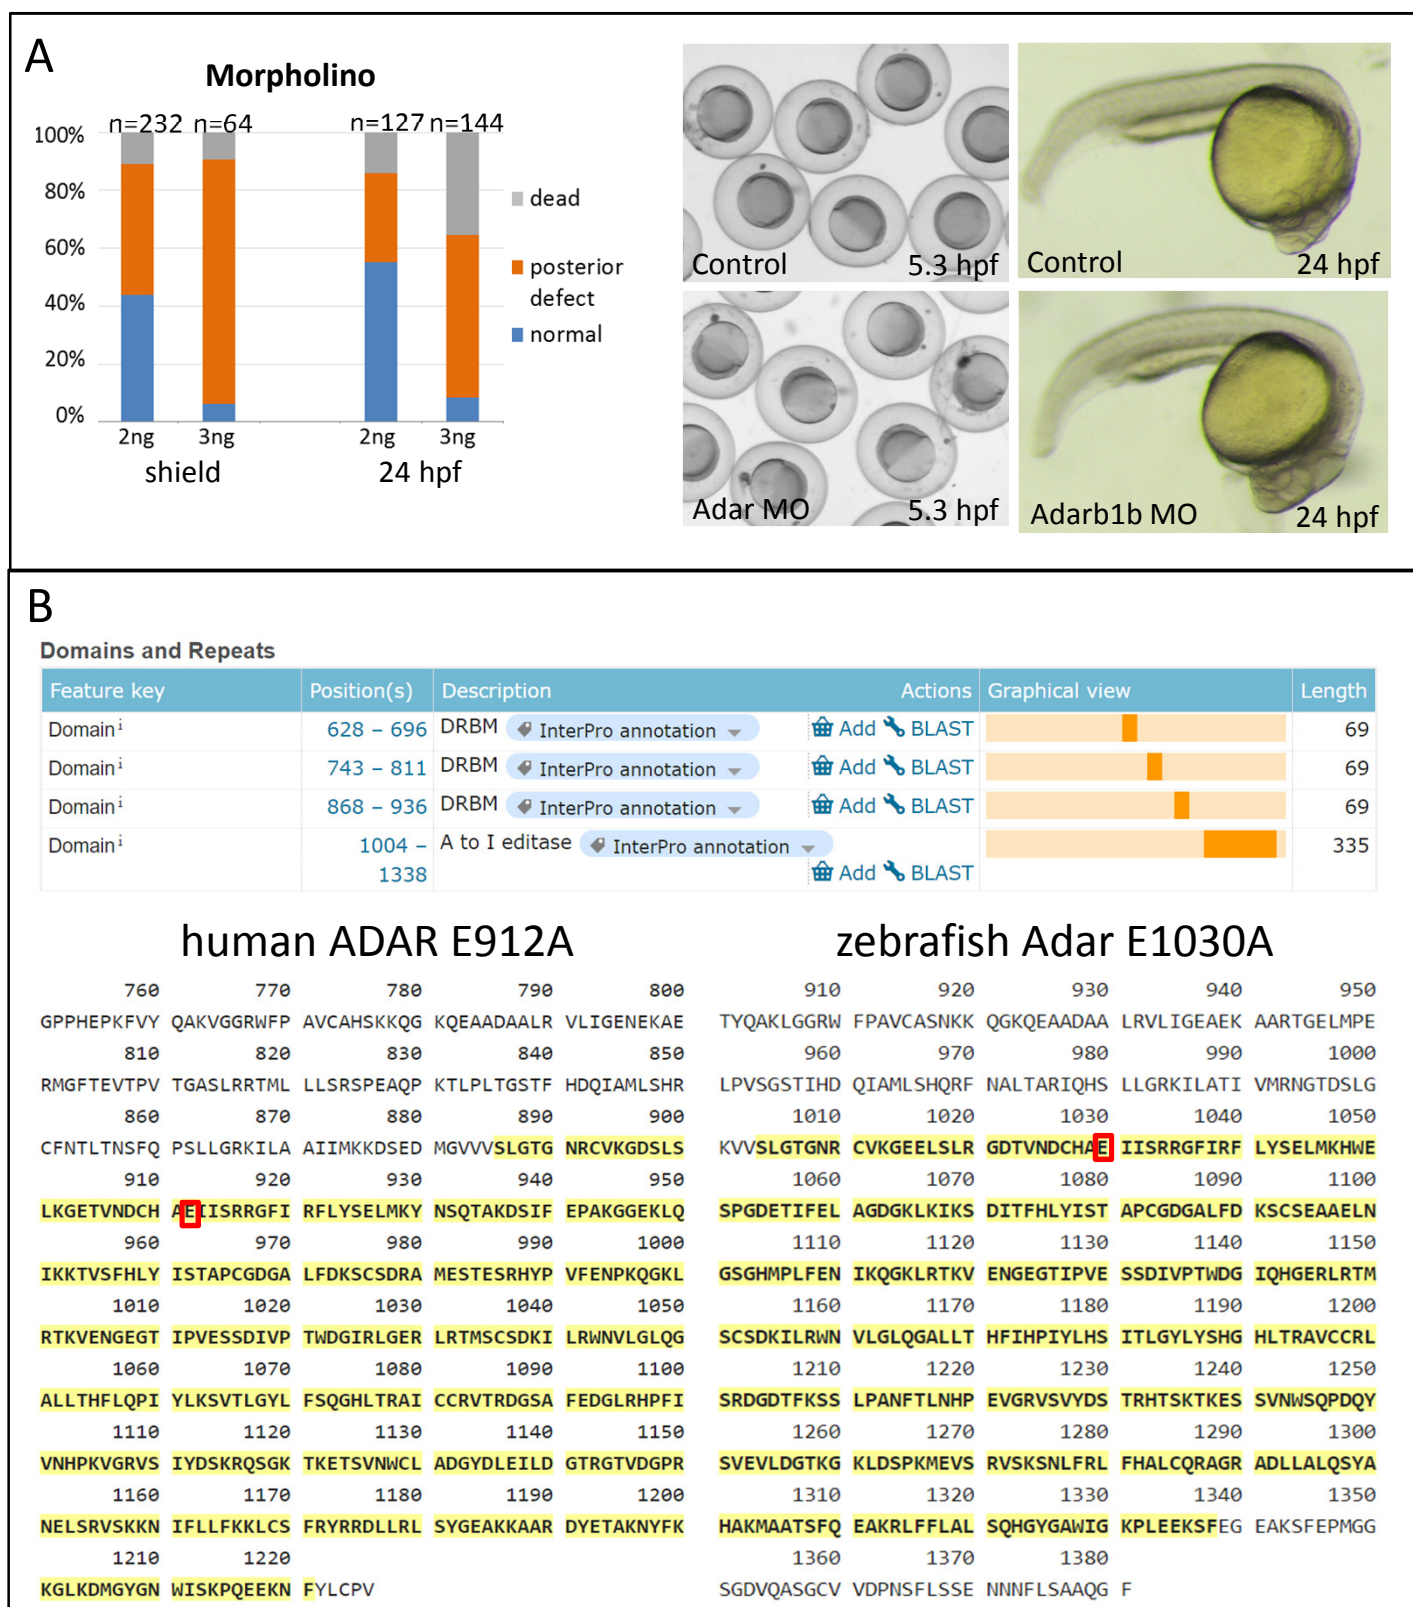 A
Morpholino
n=232 n=64 n=127 n=144
100%
80%
60%
40%
20%
0%
2ng 3ng 2ng 3ng
shield 24 hpf
dead
posterior
defect
normal
Control 5.3 hpf
Control 24 hpf
Adar MO 5.3 hpf
Adarb1b MO 24 hpf
B
Domains and Repeats
Feature key Position(s) Description Actions Graphical view Length
Domain i 628 – 696 DRBM InterPro annotation Add BLAST 69
Domain i 743 – 811 DRBM InterPro annotation Add BLAST 69
Domain i 868 – 936 DRBM InterPro annotation Add BLAST 69
Domain i 1004 – A to I editase InterPro annotation 335
1338 Add BLAST
human ADAR E912A
760 770 780 790 800
GPPHEPKFVY QAKVGGRWFP AVCAHSKKQG KQEAADAALR VLIGENEKAE
810 820 830 840 850
RMGFTEVTPV TGASLRRTML LLSRSPEAQP KTLPLTGSTF HDQIAMLSHR
860 870 880 890 900
CFNTLTNSFQ PSLLGRKILA AIIMKKDSED MGVVVSLGTG NRCVKGDSLS
910 920 930 940 950
LKGETVNDCH AEIISRRGFI RFLYSELMKY NSQTAKDSIF EPAKGGEKLQ
960 970 980 990 1000
IKKTVSFHLY ISTAPCGDGA LFDKSCSDRA MESTESRHYP VFENPKQGKL
1010 1020 1030 1040 1050
RTKVENGEGT IPVESSDIVP TWDGIRLGER LRTMSCSDKI LRWNVLGLQG
1060 1070 1080 1090 1100
ALLTHFLQPI YLKSVTLGYL FSQGHLTRAI CCRVTRDGSA FEDGLRHPFI
1110 1120 1130 1140 1150
VNHPKVGRVS IYDSKRQSGK TKETSVNWCL ADGYDLEILD GTRGTVDGPR
1160 1170 1180 1190 1200
NELSRVSKKN IFLLFKKLCS FRYRRDLLRL SYGEAKKAAR DYETAKNYFK
1210 1220
KGLKDMGYGN WISKPQEEKN FYLCPV
zebrafish Adar E1030A
910 920 930 940 950
TYQAKLGGRW FPAVCASNKK QGKQEAADAA LRVLIGEAEK AARTGELMPE
960 970 980 990 1000
LPVSGSTIHD QIAMLSHQRF NALTARIQHS LLGRKILATI VMRNGTDSLG
1010 1020 1030 1040 1050
KVVSLGTGNR CVKGEELSLR GDTVNDCHAE IISRRGFIRF LYSELMKHWE
1060 1070 1080 1090 1100
SPGDETIFEL AGDGKLKIKS DITFHLYIST APCGDGALFD KSCSEAAELN
1110 1120 1130 1140 1150
GSGHMPLFEN IKQGKLRTKV ENGEGTIPVE SSDIVPTWDG IQHGERLRTM
1160 1170 1180 1190 1200
SCSDKILRWN VLGLQGALLT HFIHPIYLHS ITLGYLYSHG HLTRAVCCRL
1210 1220 1230 1240 1250
SRDGDTFKSS LPANFTLNHP EVGRVSVYDS TRHTSKTKES SVNWSQPDQY
1260 1270 1280 1290 1300
SVEVLDGTKG KLDSPKMEVS RVSKSNLFRL FHALCQRAGR ADLLALQSYA
1310 1320 1330 1340 1350
HAKMAATSFQ EAKRLFFLAL SQHGYGAWIG KPLEEKSFEG EAKSFEPMGG
1360 1370 1380
SGDVQASGCV VDPNSFLSSE NNNFLSAAQG F